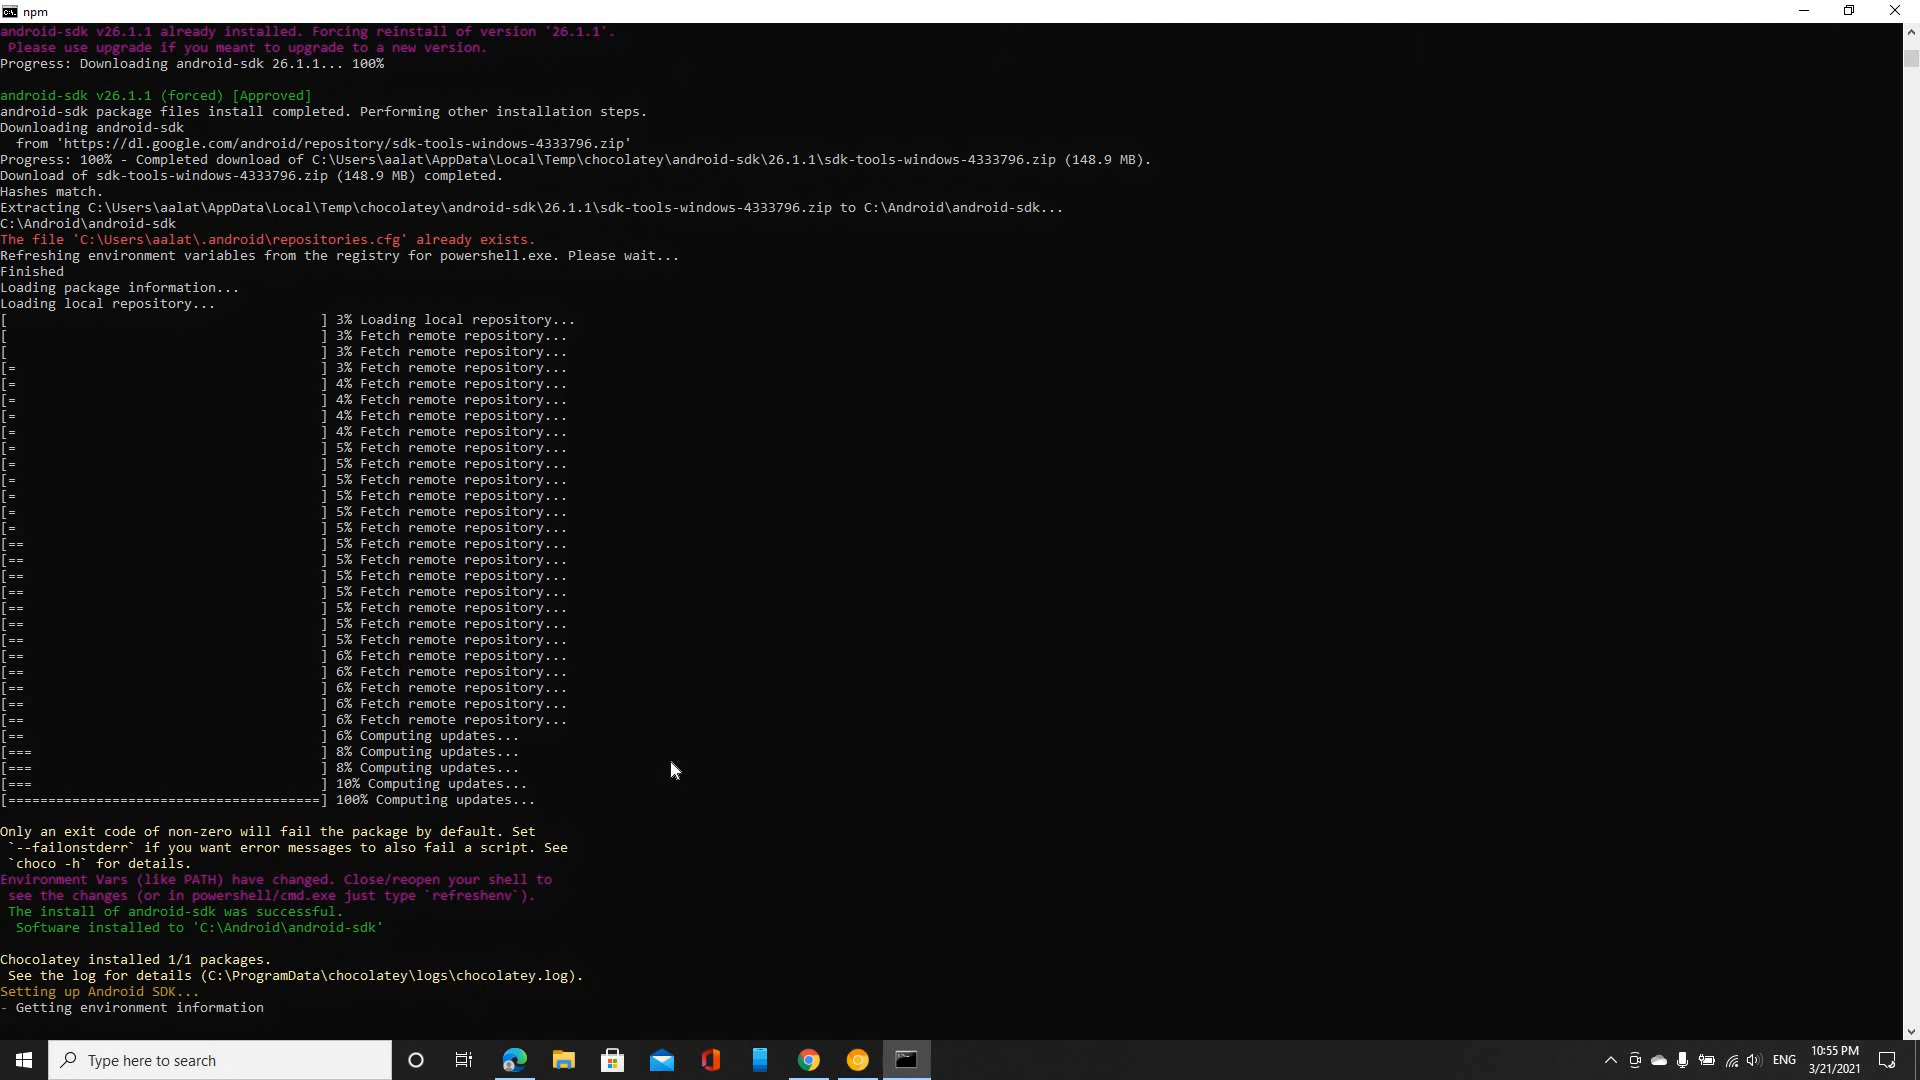 npm
android-sdk v26.1.1 already installed. Forcing reinstall of version '26.1.1'.
Please use upgrade if you meant to upgrade to a new version.
Progress: Downloading android-sdk 26.1.1... 100%
android-sdk v26.1.1 (forced) [Approved]
android-sdk package files install completed. Performing other installation steps.
Downloading android-sdk
from 'https://dl.google.com/android/repository/sdk-tools-windows-4333796.zip'
Progress: 100% - Completed download of C:\Users\aalat\AppData\Local\Temp\chocolatey\android-sdk\26.1.1\sdk-tools-windows-4333796.zip (148.9 MB).
Download of sdk-tools-windows-4333796.zip (148.9 MB) completed.
Hashes match.
Extracting C:\Users\aalat\AppData\Local\Temp\chocolatey\android-sdk\26.1.1\sdk-tools-windows-4333796.zip to C:\Android\android-sdk...
C:\Android\android-sdk
The file 'C:\Users\aalat\.android\repositories.cfg' already exists.
Refreshing environment variables from the registry for powershell.exe. Please wait...
Finished
Loading package information...
Loading local repository...
[                                       ] 3% Loading local repository...
[                                       ] 3% Fetch remote repository...
[                                       ] 3% Fetch remote repository...
[=                                      ] 3% Fetch remote repository...
[=                                      ] 4% Fetch remote repository...
[=                                      ] 4% Fetch remote repository...
[=                                      ] 4% Fetch remote repository...
[=                                      ] 4% Fetch remote repository...
[=                                      ] 5% Fetch remote repository...
[=                                      ] 5% Fetch remote repository...
[=                                      ] 5% Fetch remote repository...
[=                                      ] 5% Fetch remote repository...
[=                                      ] 5% Fetch remote repository...
[=                                      ] 5% Fetch remote repository...
[==                                     ] 5% Fetch remote repository...
[==                                     ] 5% Fetch remote repository...
[==                                     ] 5% Fetch remote repository...
[==                                     ] 5% Fetch remote repository...
[==                                     ] 5% Fetch remote repository...
[==                                     ] 5% Fetch remote repository...
[==                                     ] 5% Fetch remote repository...
[==                                     ] 6% Fetch remote repository...
[==                                     ] 6% Fetch remote repository...
[==                                     ] 6% Fetch remote repository...
[==                                     ] 6% Fetch remote repository...
[==                                     ] 6% Fetch remote repository...
[==                                     ] 6% Computing updates...
[===                                    ] 8% Computing updates...
[===                                    ] 8% Computing updates...
[===                                    ] 10% Computing updates...
[=======================================] 100% Computing updates...
Only an exit code of non-zero will fail the package by default. Set
`--failonstderr` if you want error messages to also fail a script. See
`choco -h` for details.
Environment Vars (like PATH) have changed. Close/reopen your shell to
see the changes (or in powershell/cmd.exe just type `refreshenv`).
The install of android-sdk was successful.
Software installed to 'C:\Android\android-sdk'
Chocolatey installed 1/1 packages.
See the log for details (C:\ProgramData\chocolatey\logs\chocolatey.log).
Setting up Android SDK...
- Getting environment information
Type here to search
ENG
10:55 PM
3/21/2021